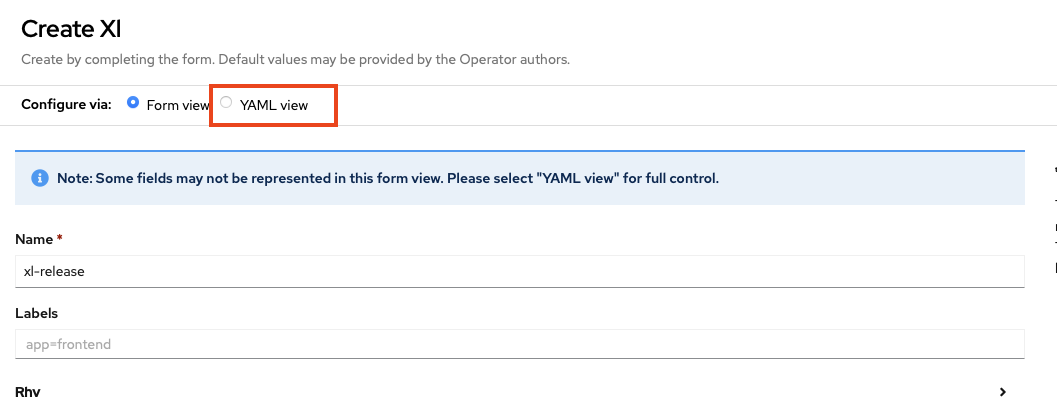 Create Xl
Create by completing the form. Default values may be provided by the Operator authors.
Configure via: Form view YAML view
Note: Some fields may not be represented in this form view. Please select "YAML view" for full control.
Name *
xl-release
Labels
app=frontend
Rhv